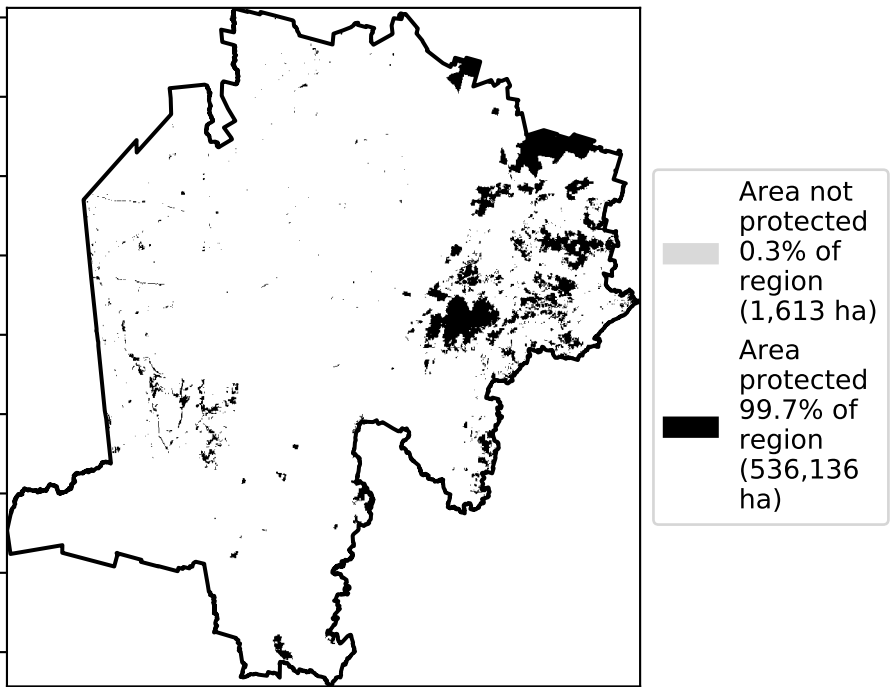 Area not
protected
0.3% of
region
(1,613 ha)
Area
protected
99.7% of
region
(536,136
ha)